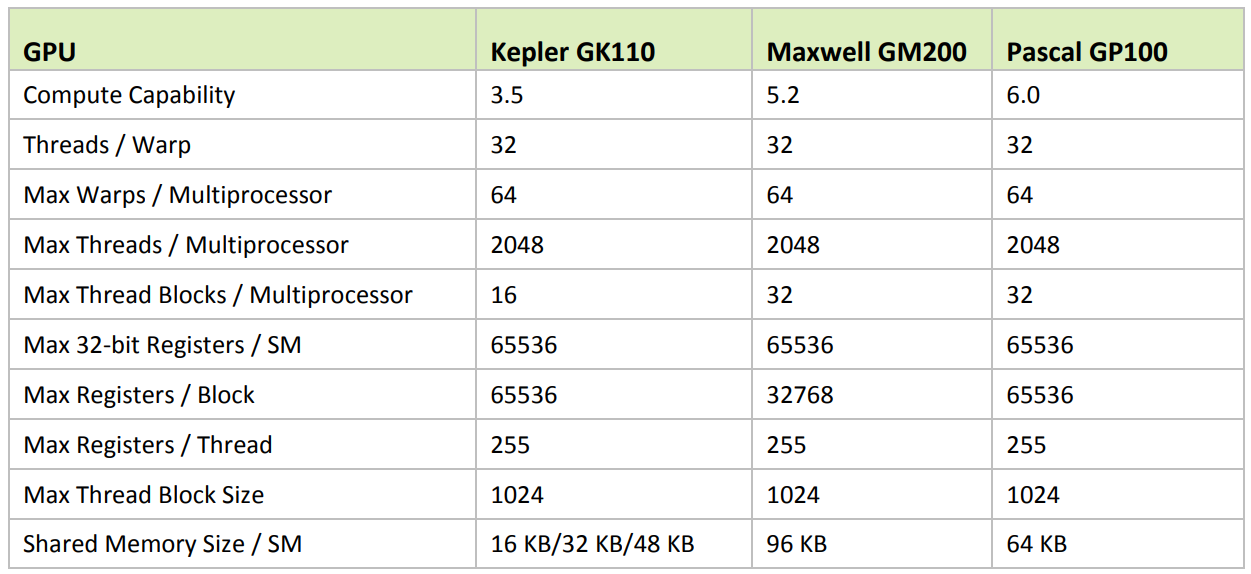 GPU Kepler GK110 Maxwell GM200 Pascal GP100
Compute Capability 3.5 5.2 6.0
Threads / Warp 32 32 32
Max Warps / Multiprocessor 64 64 64
Max Threads / Multiprocessor 2048 2048 2048
Max Thread Blocks / Multiprocessor 16 32 32
Max 32-bit Registers / SM 65536 65536 65536
Max Registers / Block 65536 32768 65536
Max Registers / Thread 255 255 255
Max Thread Block Size 1024 1024 1024
Shared Memory Size / SM 16 KB/32 KB/48 KB 96 KB 64 KB